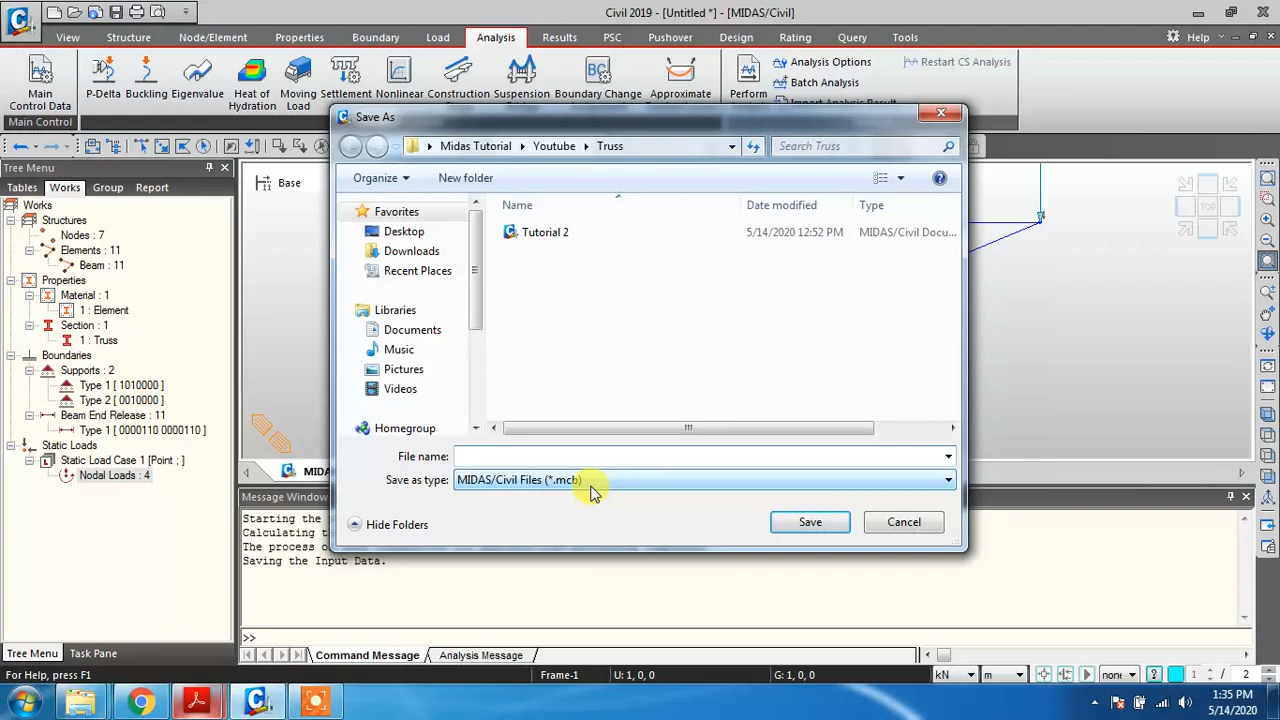 Civil 2019 - [Untitled *] - [MIDAS/Civil]
View Structure Node/Element Properties Boundary Load Analysis Results PSC Pushover Design Rating Query Tools Help
Main Control Data
P-Delta Buckling Eigenvalue Heat of Hydration Moving Load Settlement Nonlinear Construction Suspension Boundary Change Approximate Perform
Analysis Options
Batch Analysis
Restart CS Analysis
Main Control
Tree Menu
Tables Works Group Report
Works
Structures
Nodes : 7
Elements : 11
Beam : 11
Properties
Material : 1
1 : Element
Section : 1
1 : Truss
Boundaries
Supports : 2
Type 1 [ 1010000 ]
Type 2 [ 0010000 ]
Beam End Release : 11
Type 1 [ 0000110 0000110 ]
Static Loads
Static Load Case 1 [Point ; ]
Nodal Loads : 4
Tree Menu Task Pane
Base
TOP
Save As
Midas Tutorial Youtube Truss
Search Truss
Organize New folder
Favorites
Desktop
Downloads
Recent Places
Libraries
Documents
Music
Pictures
Videos
Homegroup
Name Date modified Type
Tutorial 2 5/14/2020 12:52 PM MIDAS/Civil Docu...
File name:
Save as type: MIDAS/Civil Files (*.mcb)
Hide Folders Save Cancel
Message Window
Starting the
Calculating t
The process o
Saving the Input Data.
>>
Command Message Analysis Message
For Help, press F1 Frame-1 U: 1, 0, 0 G: 1, 0, 0 kN m none 1 / 2
1:35 PM
5/14/2020